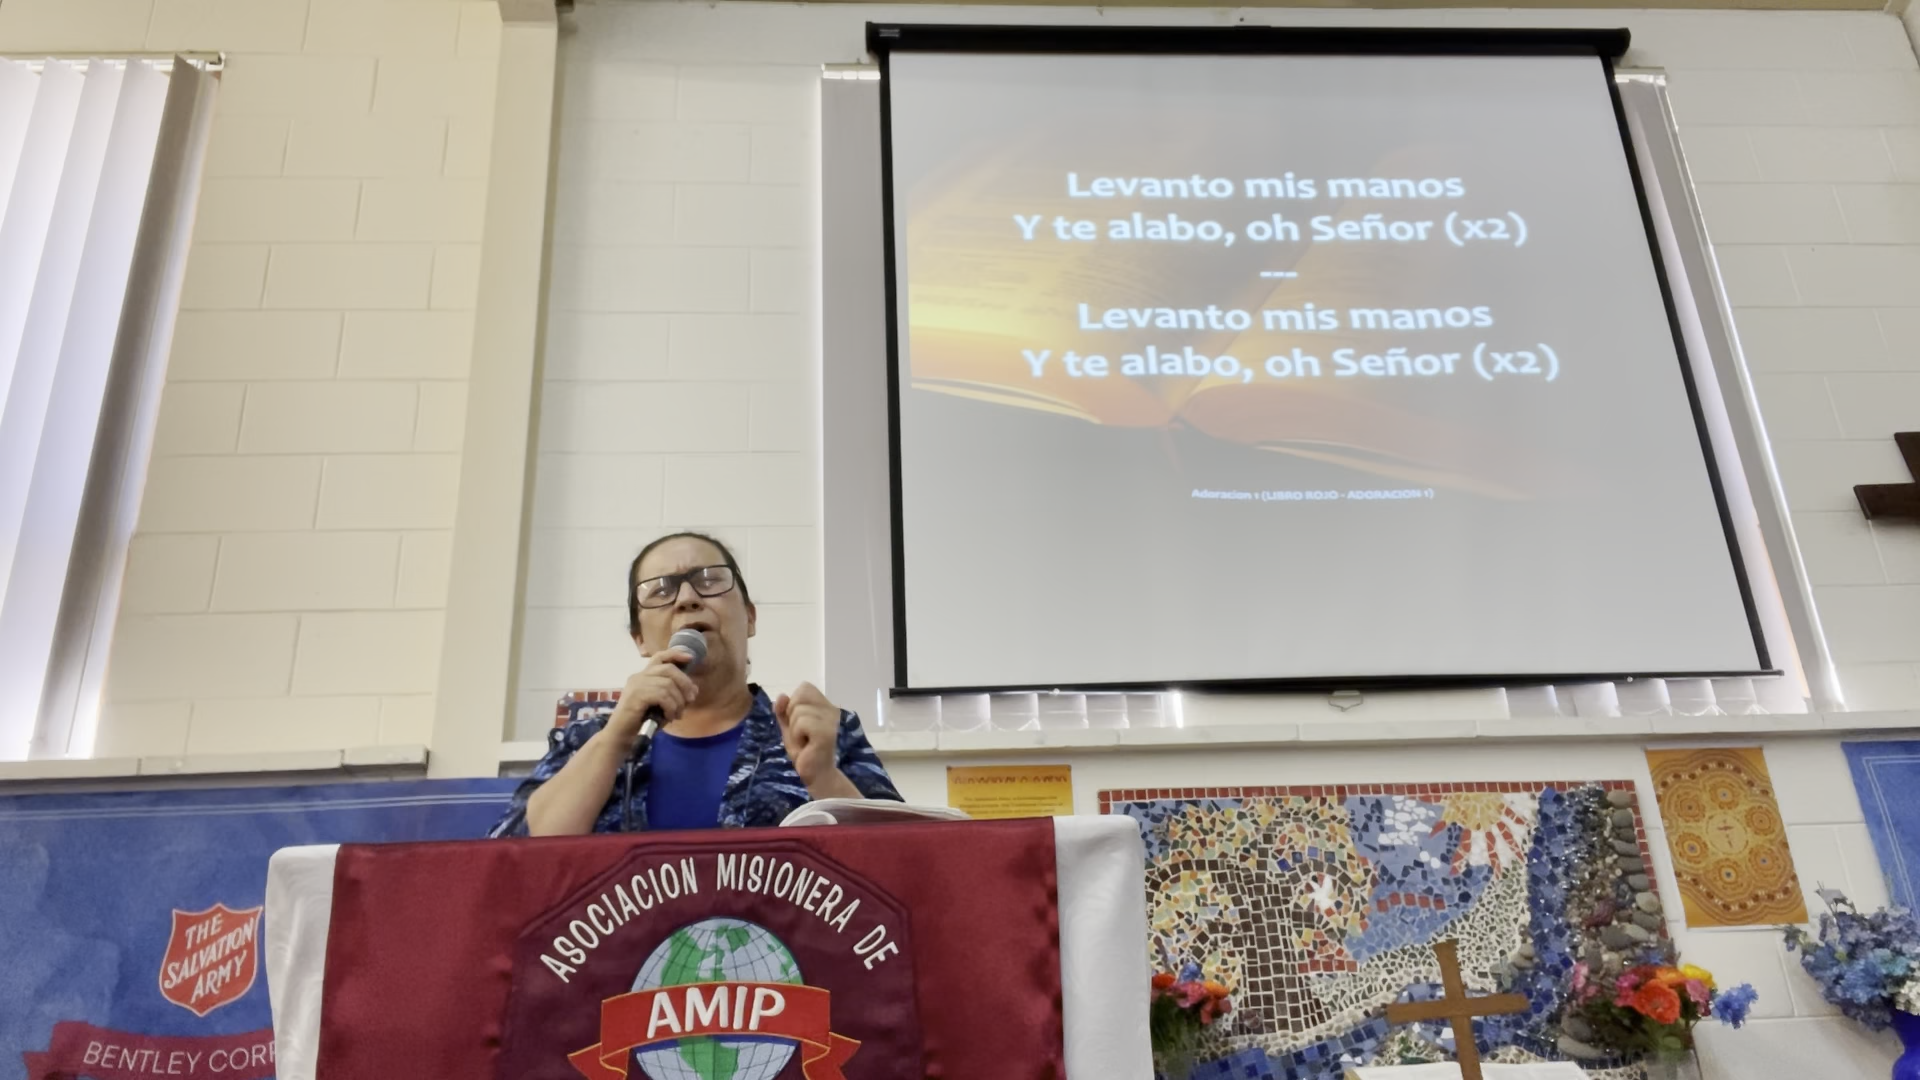 Levanto mis manos
Y te alabo, oh Señor (x2)
---
Levanto mis manos
Y te alabo, oh Señor (x2)
Adoracion 1 (LIBRO ROJO - ADORACION 1)
ASOCIACION MISIONERA DE
AMIP
THE
SALVATION
ARMY
BENTLEY CORP